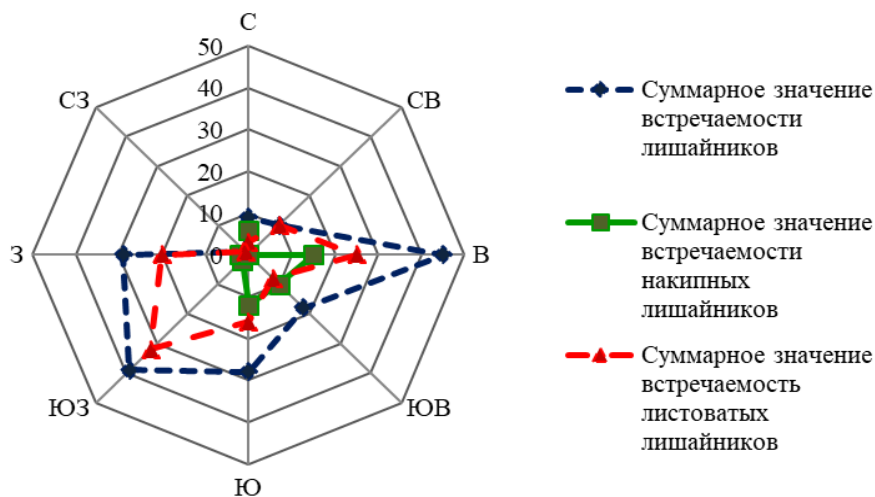 С
50
40
30
20
10
0
СЗ
СВ
З
В
ЮЗ
ЮВ
Ю
Суммарное значение
встречаемости
лишайников
Суммарное значение
встречаемости
накипных
лишайников
Суммарное значение
встречаемость
листоватых
лишайников